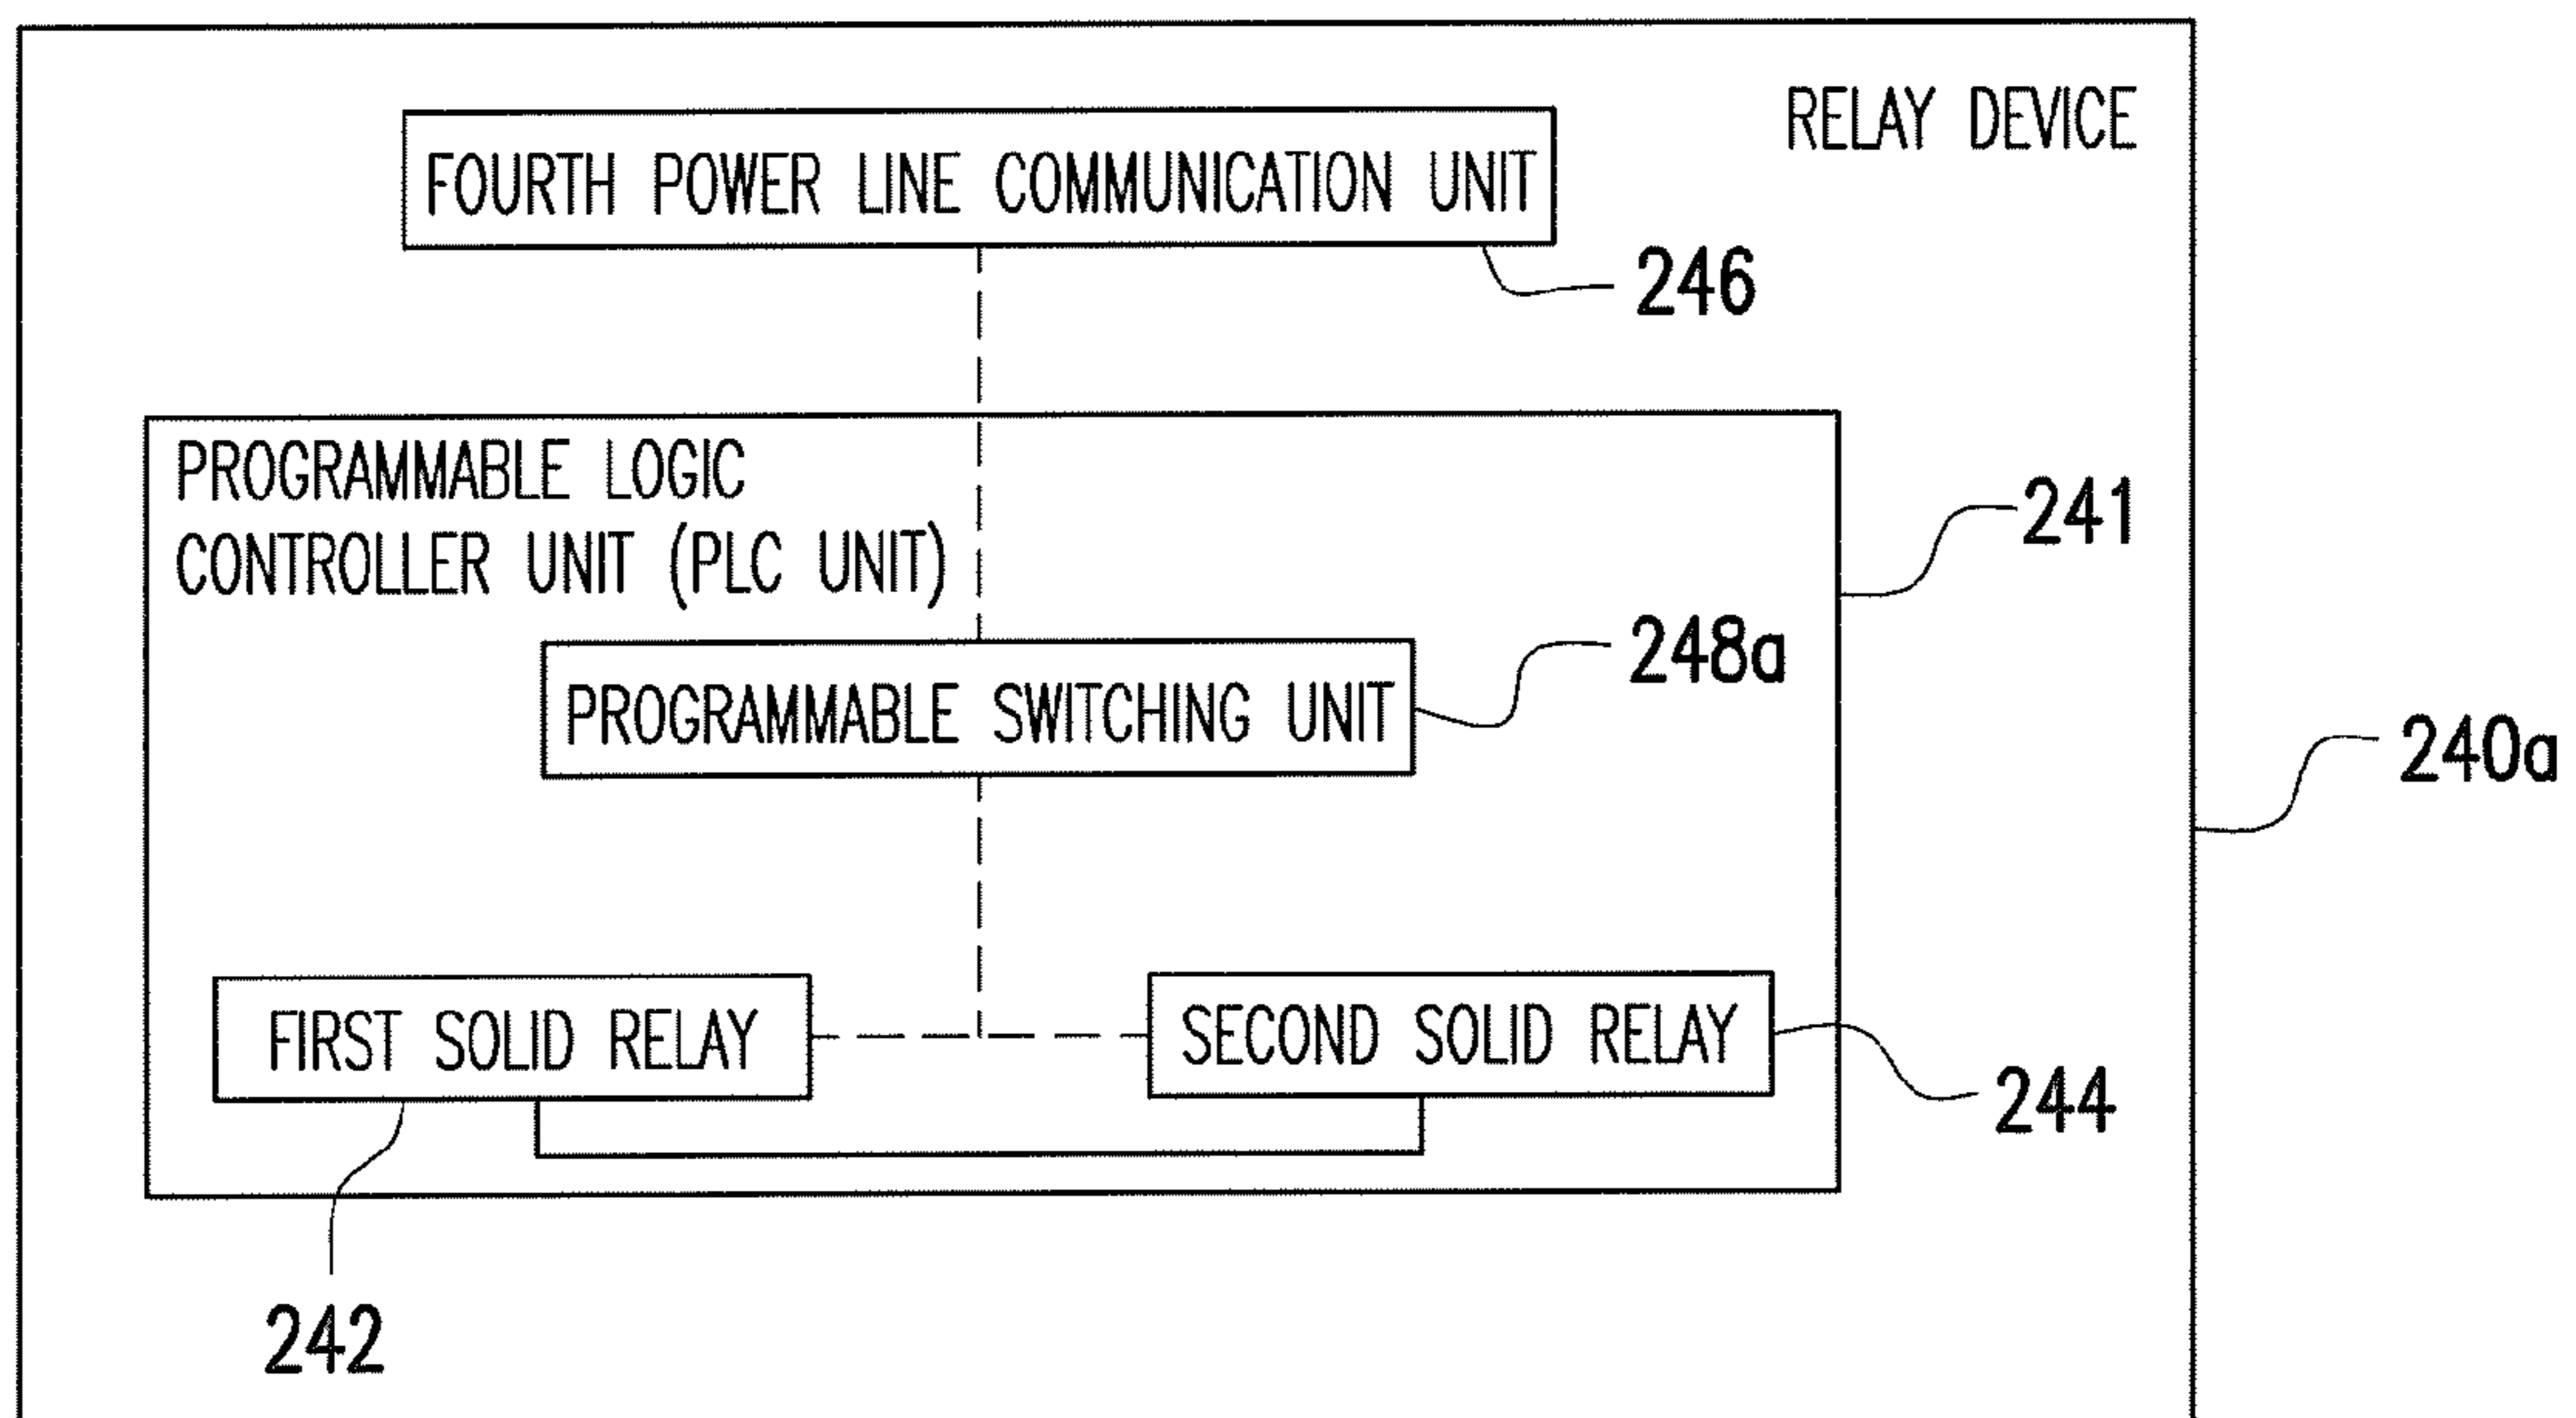 RELAY DEVICE
FOURTH POWER LINE COMMUNICATION UNIT
246
PROGRAMMABLE LOGIC
CONTROLLER UNIT (PLC UNIT)
241
248a
PROGRAMMABLE SWITCHING UNIT
240a
FIRST SOLID RELAY
SECOND SOLID RELAY
244
242